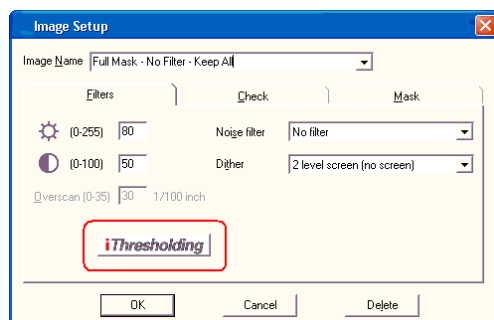 Image Setup
Image Name Full Mask - No Filter - Keep All
Filters Check Mask
(0-255) 80 Noise filter No filter
(0-100) 50 Dither 2 level screen (no screen)
Overscan (0-35) 30 1/100 inch
iThresholding
OK Cancel Delete